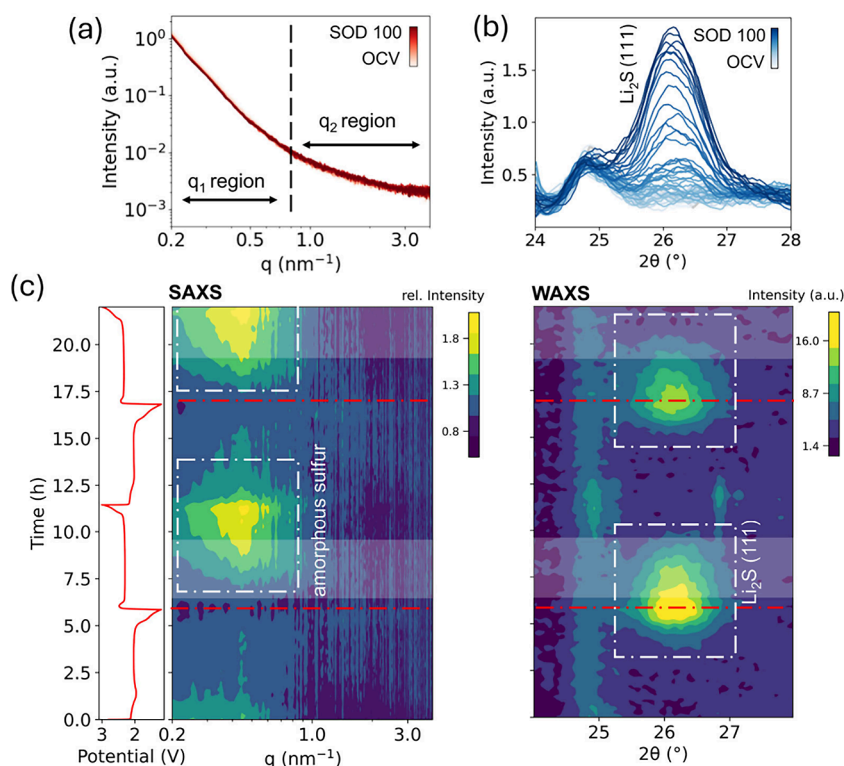 (a)
Intensity (a.u.)
10⁰
10⁻¹
10⁻²
10⁻³
SOD 100
OCV
q₂ region
q₁ region
0.2 0.5 1.0 3.0
q (nm⁻¹)
(b)
Intensity (a.u.)
1.5
1.0
0.5
Li₂S (111)
SOD 100
OCV
24 25 26 27 28
2θ (°)
(c)
SAXS
rel. Intensity
1.8
1.3
0.8
Time (h)
20.0
17.5
15.0
12.5
10.0
7.5
5.0
2.5
0.0
amorphous sulfur
3 2
Potential (V)
0.2 1.0 3.0
q (nm⁻¹)
WAXS
Intensity (a.u.)
16.0
8.7
1.4
Li₂S (111)
25 26 27
2θ (°)